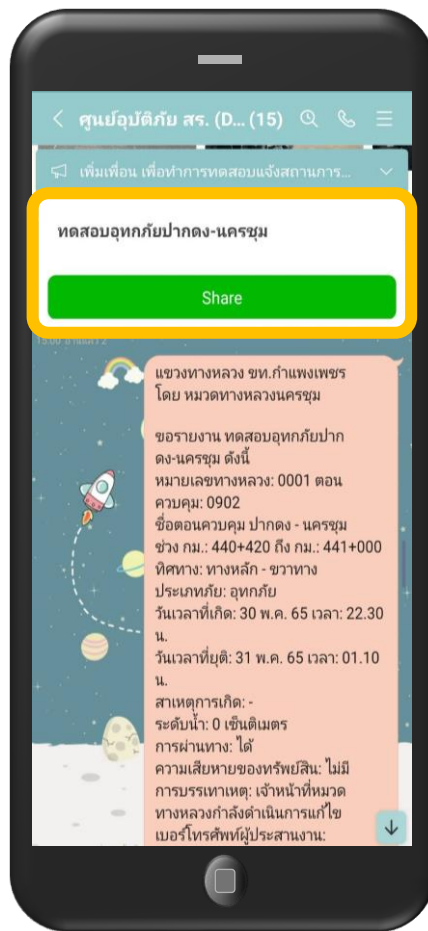 ศูนย์อุบัติภัย สร. (D... (15)
เพิ่มเพื่อน เพื่อทำการทดสอบแจ้งสถานการ...
ทดสอบอุทกภัยปากดง-นครชุม
Share
15.00 อ่านแล้ว 2
แขวงทางหลวง ขท.กำแพงเพชร
โดย หมวดทางหลวงนครชุม
ขอรายงาน ทดสอบอุทกภัยปาก
ดง-นครชุม ดังนี้
หมายเลขทางหลวง: 0001 ตอน
ควบคุม: 0902
ชื่อตอนควบคุม ปากดง - นครชุม
ช่วง กม.: 440+420 ถึง กม.: 441+000
ทิศทาง: ทางหลัก - ขวาทาง
ประเภทภัย: อุทกภัย
วันเวลาที่เกิด: 30 พ.ค. 65 เวลา: 22.30
น.
วันเวลาที่ยุติ: 31 พ.ค. 65 เวลา: 01.10
น.
สาเหตุการเกิด: -
ระดับน้ำ: 0 เซ็นติเมตร
การผ่านทาง: ได้
ความเสียหายของทรัพย์สิน: ไม่มี
การบรรเทาเหตุ: เจ้าหน้าที่หมวด
ทางหลวงกำลังดำเนินการแก้ไข
เบอร์โทรศัพท์ผู้ประสานงาน: